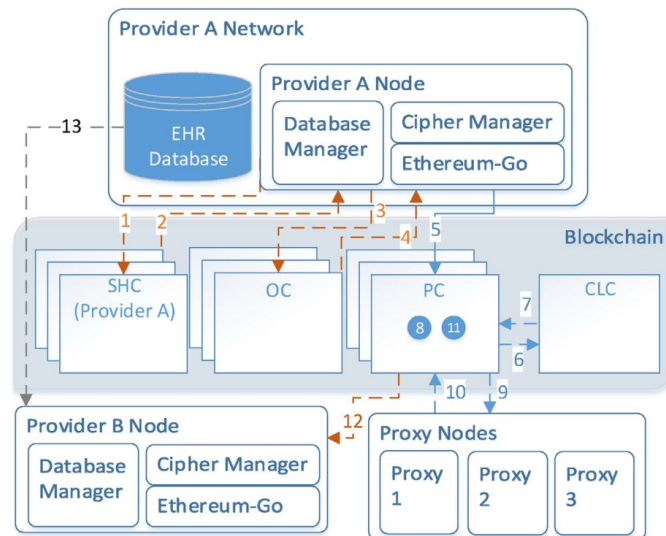 Provider A Network
Provider A Node
13
EHR
Database
Database
Manager
Cipher Manager
Ethereum-Go
1
2
3
4
5
Blockchain
SHC
(Provider A)
OC
PC
CLC
8
11
7
6
12
10
9
Provider B Node
Database
Manager
Cipher Manager
Ethereum-Go
Proxy Nodes
Proxy
1
Proxy
2
Proxy
3